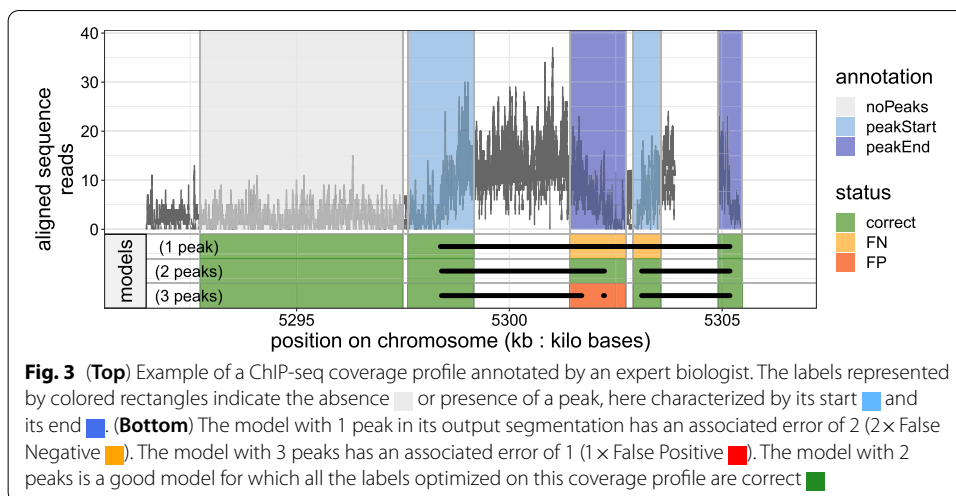 40
30
20
10
0
aligned sequence
reads
models
(1 peak)
(2 peaks)
(3 peaks)
5295
5300
5305
position on chromosome (kb : kilo bases)
annotation
noPeaks
peakStart
peakEnd
status
correct
FN
FP
Fig. 3 (Top) Example of a ChIP-seq coverage profile annotated by an expert biologist. The labels represented
by colored rectangles indicate the absence or presence of a peak, here characterized by its start and
its end . (Bottom) The model with 1 peak in its output segmentation has an associated error of 2 (2× False
Negative ). The model with 3 peaks has an associated error of 1 (1× False Positive ). The model with 2
peaks is a good model for which all the labels optimized on this coverage profile are correct